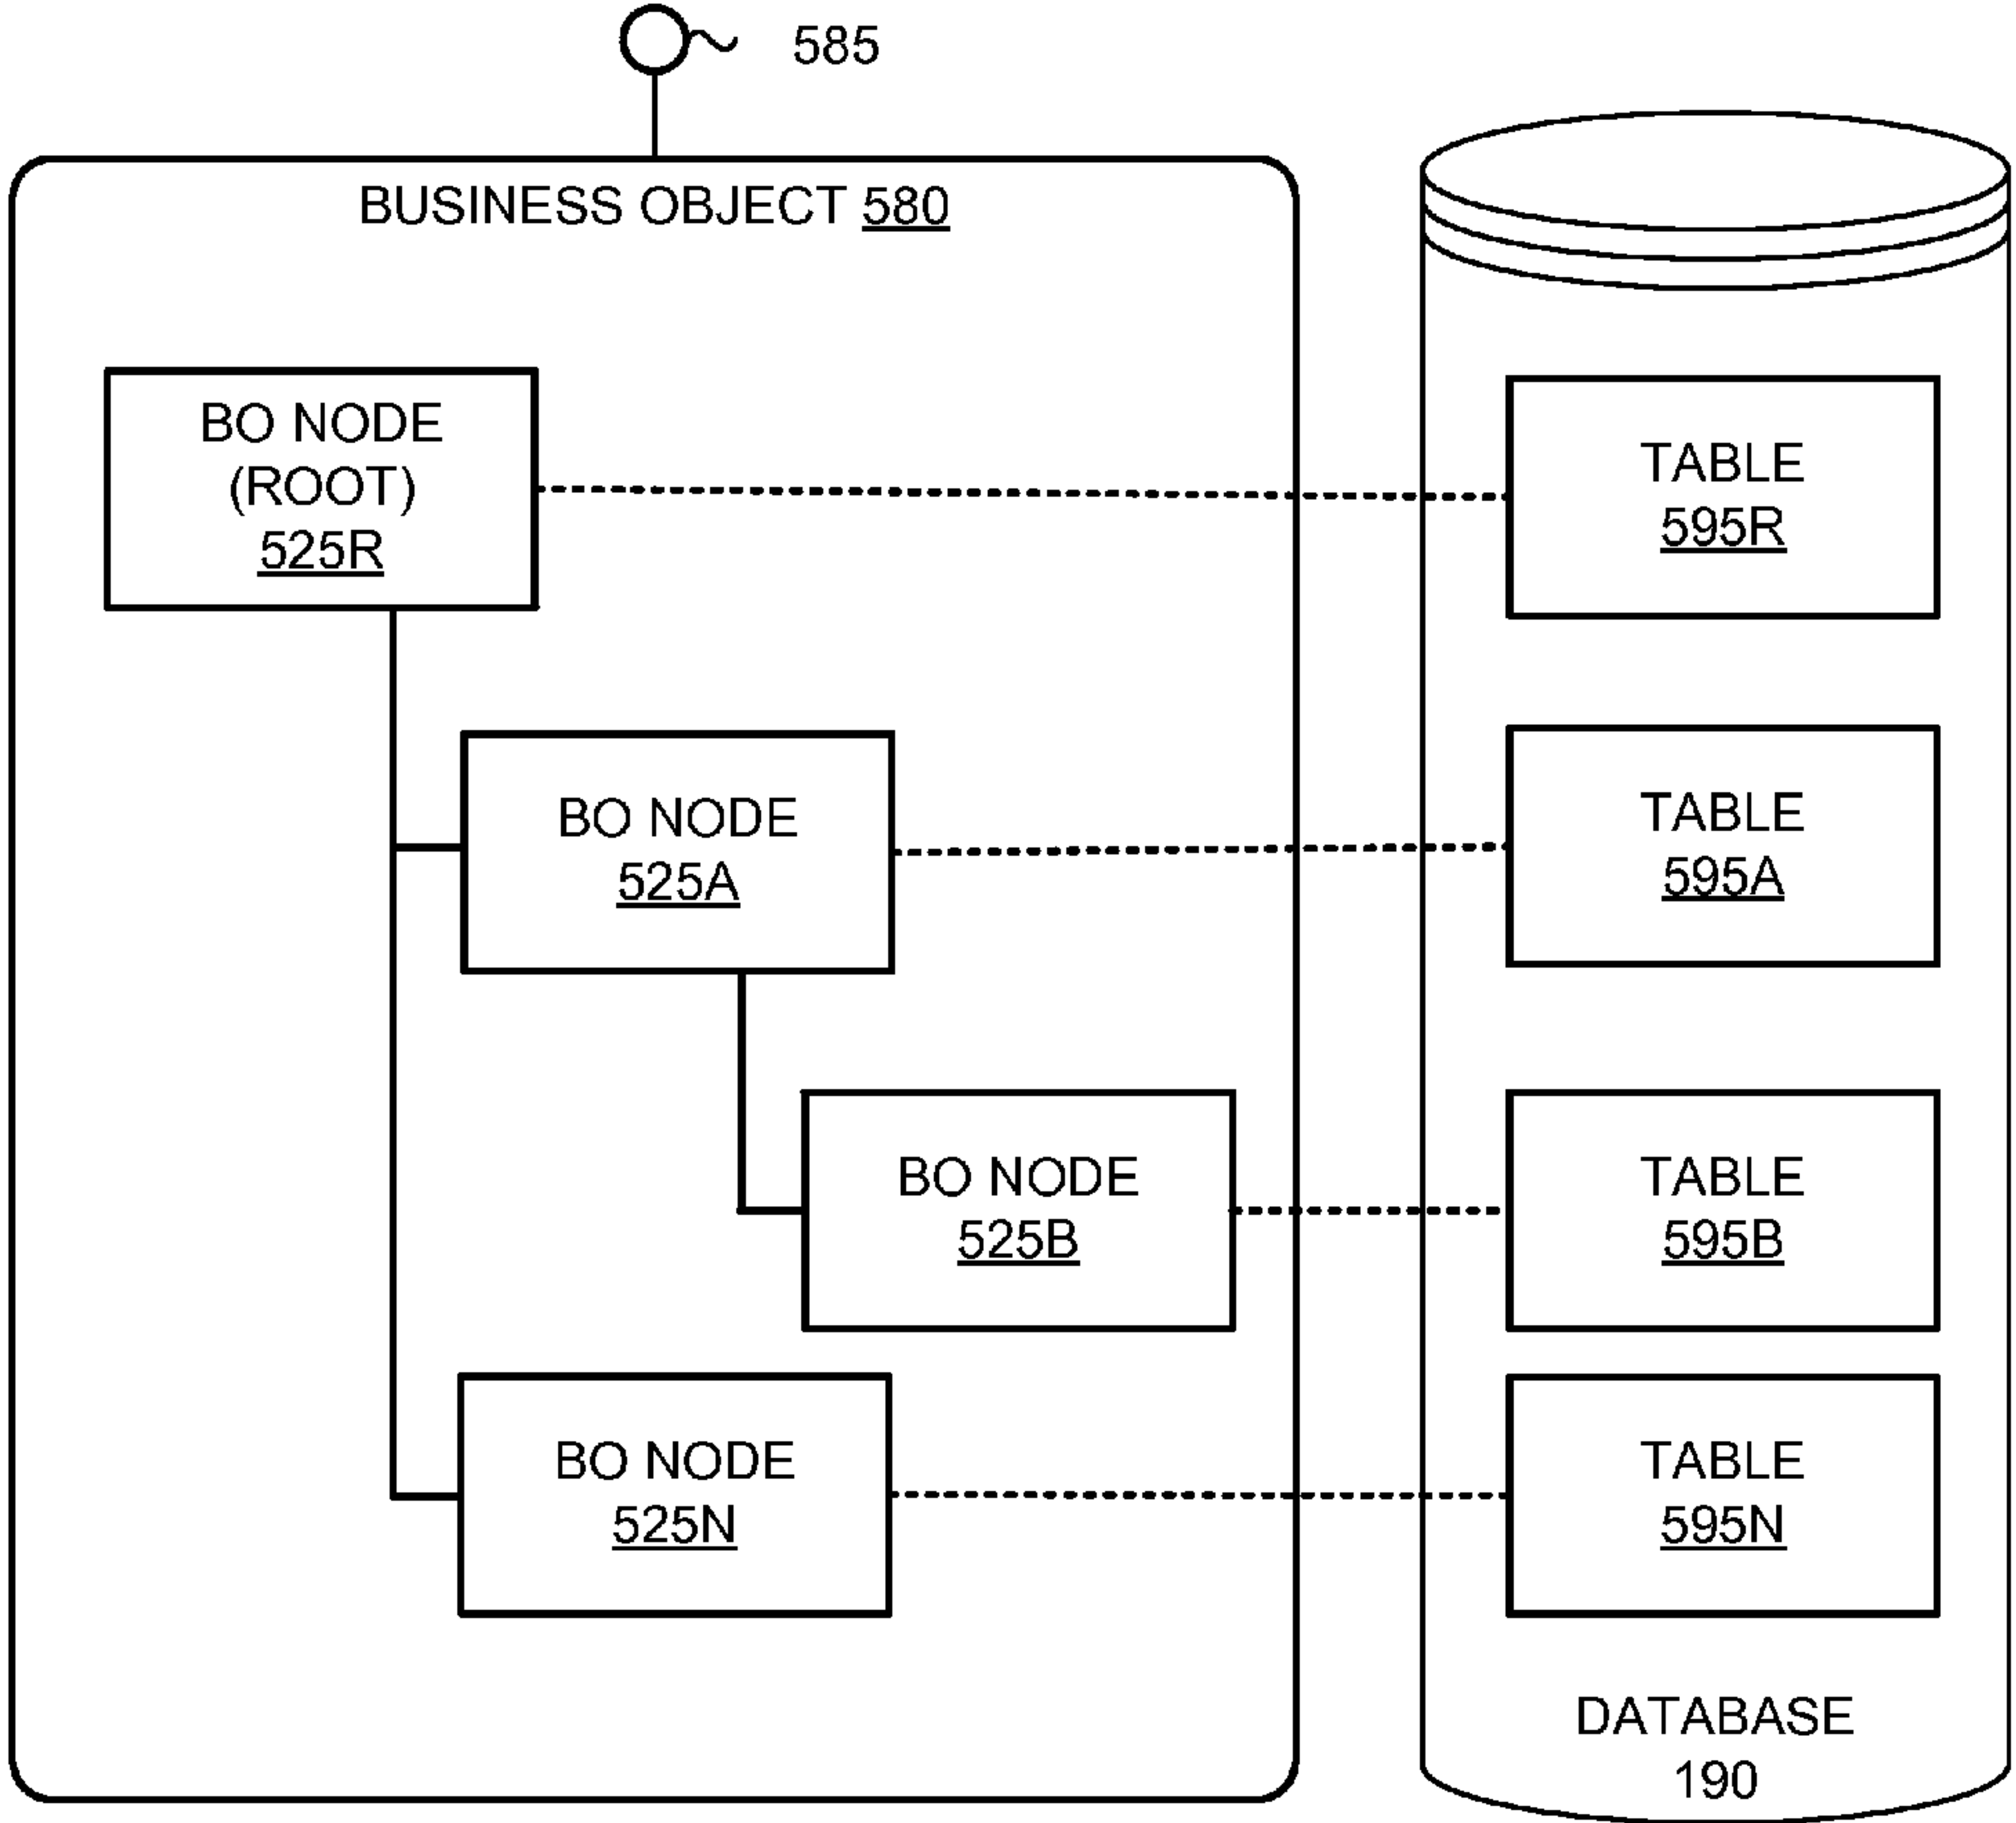 585
BUSINESS OBJECT 580
BO NODE
(ROOT)
525R
TABLE
595R
BO NODE
525A
TABLE
595A
BO NODE
525B
TABLE
595B
BO NODE
525N
TABLE
595N
DATABASE
190